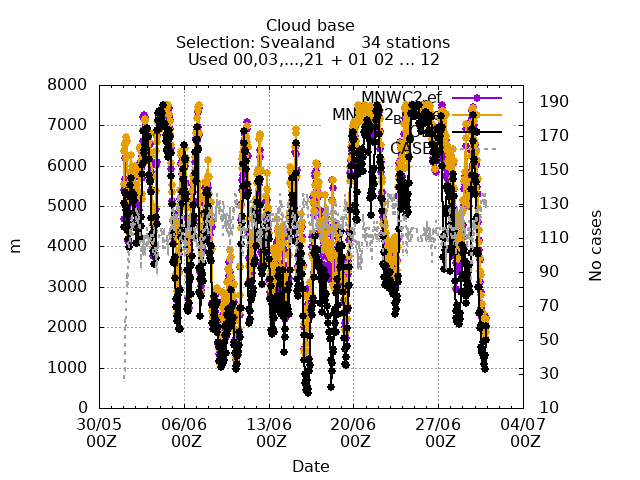 Cloud base
Selection: Svealand 34 stations
Used 00,03,...,21 + 01 02 ... 12
MNWC2 ef
CASE
m
8000
7000
6000
5000
4000
3000
2000
1000
0
190
170
150
130
110
90
70
50
30
10
No cases
30/05 06/06 13/06 20/06 27/06 04/07
00Z 00Z 00Z 00Z 00Z 00Z
Date